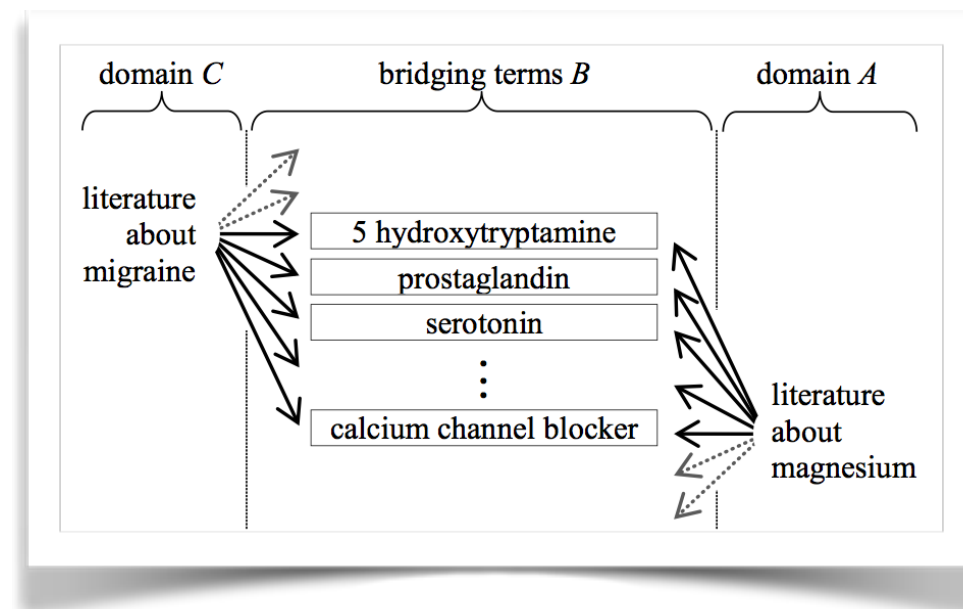 domain C
bridging terms B
domain A
literature
about
migraine
5 hydroxytryptamine
prostaglandin
serotonin
calcium channel blocker
literature
about
magnesium